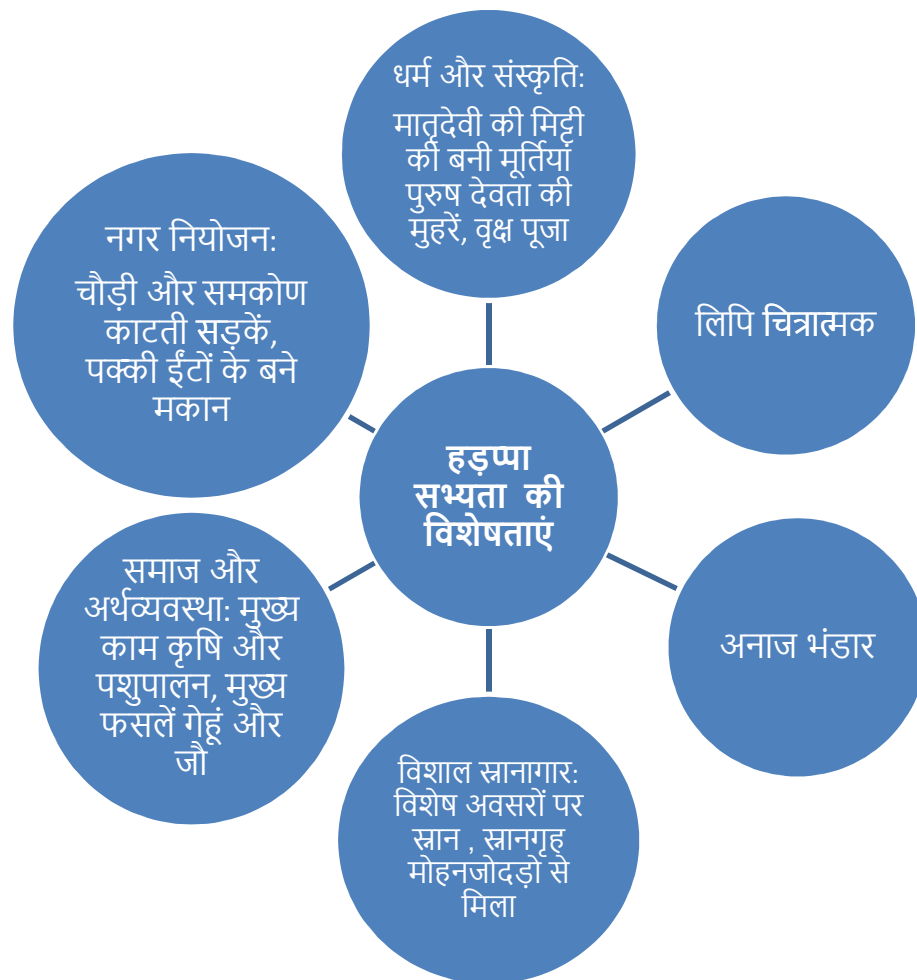 धर्म और संस्कृति:
मातृदेवी की मिट्टी
की बनी मूर्तियां
पुरुष देवता की
मुहरें, वृक्ष पूजा
लिपि चित्रात्मक
अनाज भंडार
विशाल स्नानागार:
विशेष अवसरों पर
स्नान , स्नानगृह
मोहनजोदड़ो से
मिला
समाज और
अर्थव्यवस्था: मुख्य
काम कृषि और
पशुपालन, मुख्य
फसलें गेहूं और
जौ
नगर नियोजन:
चौड़ी और समकोण
काटती सड़कें,
पक्की ईंटों के बने
मकान
हड़प्पा
सभ्यता की
विशेषताएं